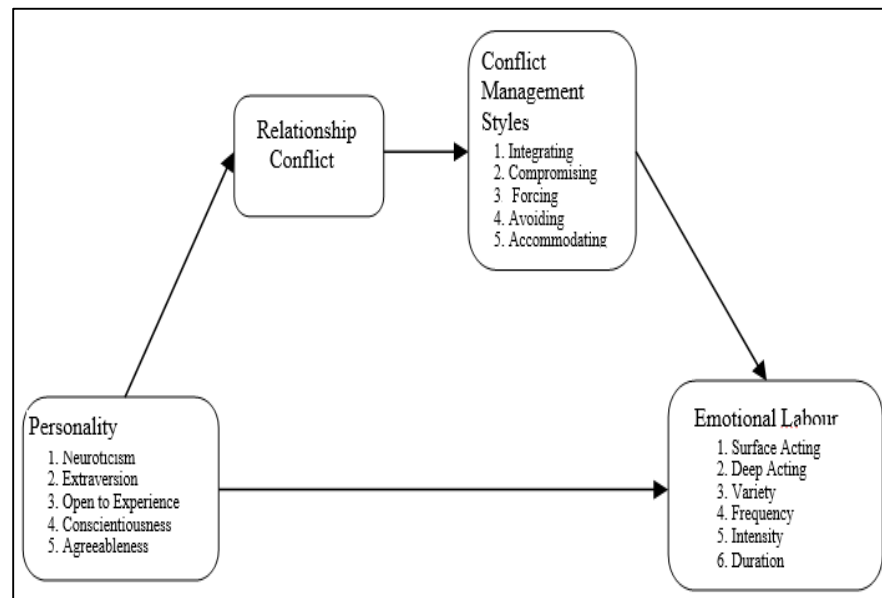 Conflict
Management
Styles
1. Integrating
2. Compromising
3. Forcing
4. Avoiding
5. Accommodating
Relationship
Conflict
Personality
1. Neuroticism
2. Extraversion
3. Open to Experience
4. Conscientiousness
5. Agreeableness
Emotional Labour
1. Surface Acting
2. Deep Acting
3. Variety
4. Frequency
5. Intensity
6. Duration